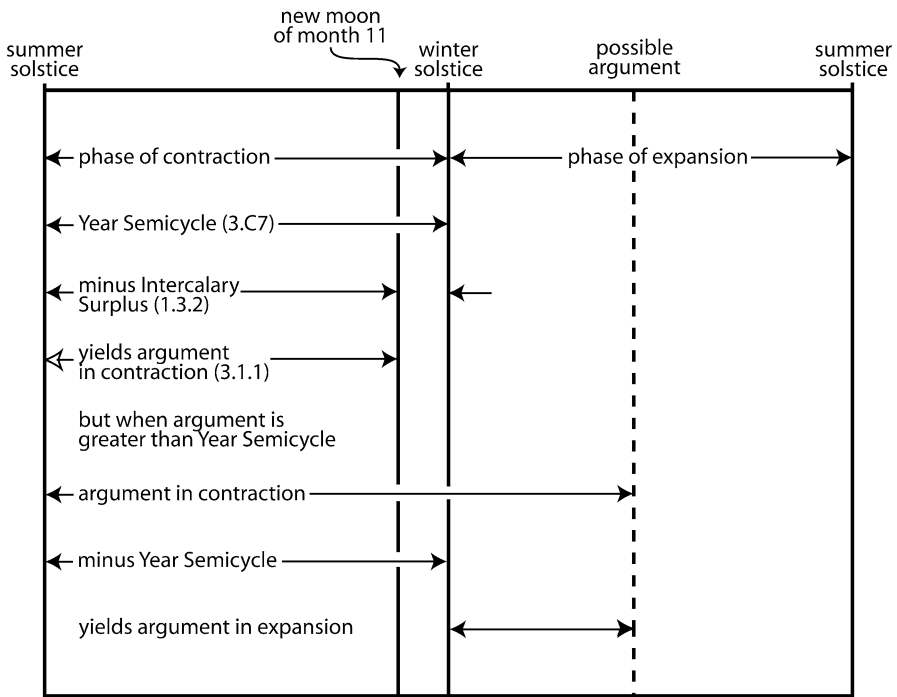 new moon
of month 11
summer
solstice
winter
solstice
possible
argument
summer
solstice
phase of contraction
phase of expansion
Year Semicycle (3.C7)
minus Intercalary
Surplus (1.3.2)
yields argument
in contraction (3.1.1)
but when argument is
greater than Year Semicycle
argument in contraction
minus Year Semicycle
yields argument in expansion